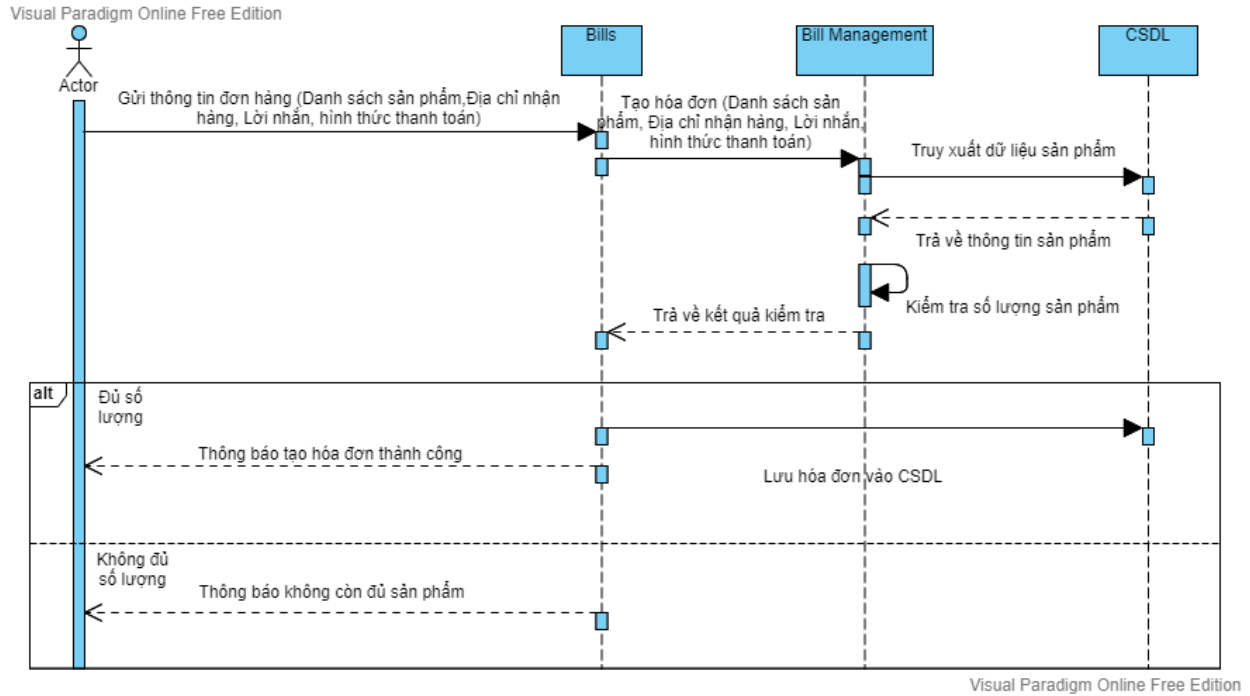 Visual Paradigm Online Free Edition
Bills
Bill Management
CSDL
Actor
Gửi thông tin đơn hàng (Danh sách sản phẩm,Địa chỉ nhận
hàng, Lời nhắn, hình thức thanh toán)
Tạo hóa đơn (Danh sách sản
phẩm, Địa chỉ nhận hàng, Lời nhắn,
hình thức thanh toán)
Truy xuất dữ liệu sản phẩm
Trả về thông tin sản phẩm
Kiểm tra số lượng sản phẩm
Trả về kết quả kiểm tra
alt
Đủ số
lượng
Thông báo tạo hóa đơn thành công
Lưu hóa đơn vào CSDL
Không đủ
số lượng
Thông báo không còn đủ sản phẩm
Visual Paradigm Online Free Edition